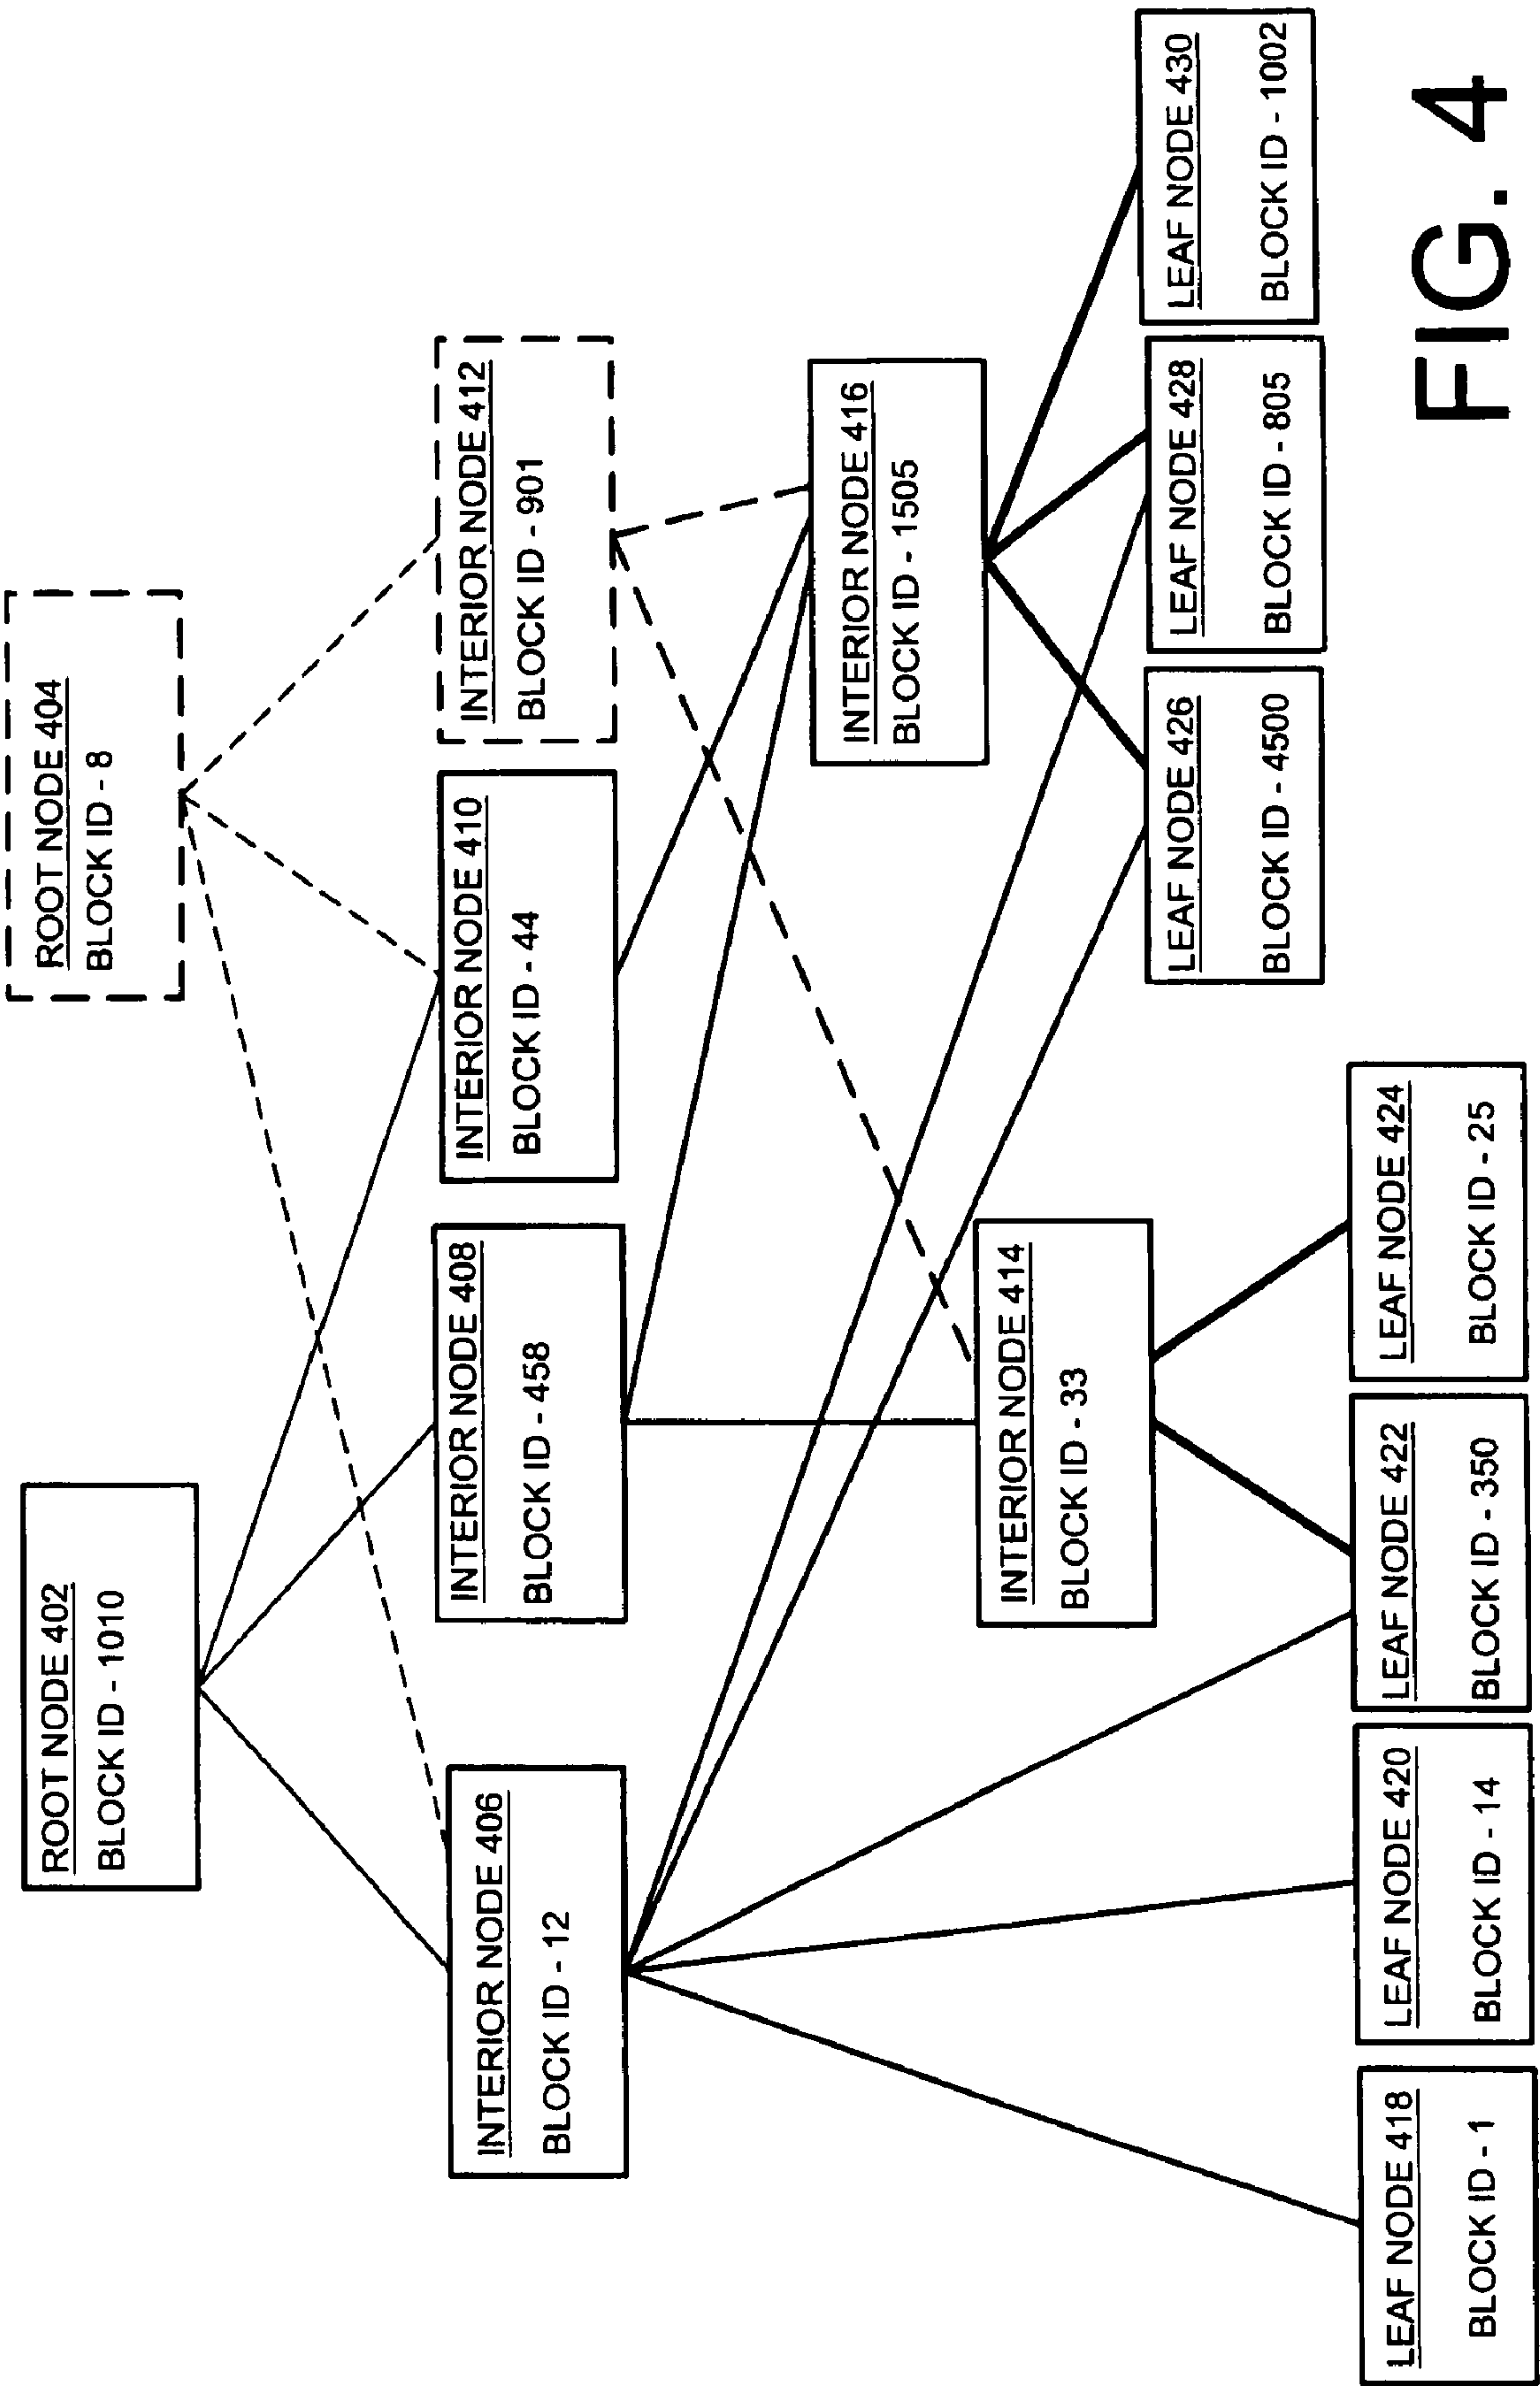 ROOT NODE 402
BLOCK ID - 1010
ROOT NODE 404
BLOCK ID - 8
INTERIOR NODE 406
BLOCK ID - 12
INTERIOR NODE 408
BLOCK ID - 458
INTERIOR NODE 410
BLOCK ID - 44
INTERIOR NODE 412
BLOCK ID - 901
INTERIOR NODE 414
BLOCK ID - 33
INTERIOR NODE 416
BLOCK ID - 1505
LEAF NODE 418
BLOCK ID - 1
LEAF NODE 420
BLOCK ID - 14
LEAF NODE 422
BLOCK ID - 350
LEAF NODE 424
BLOCK ID - 25
LEAF NODE 426
BLOCK ID - 4500
LEAF NODE 428
BLOCK ID - 805
LEAF NODE 430
BLOCK ID - 1002
FIG. 4